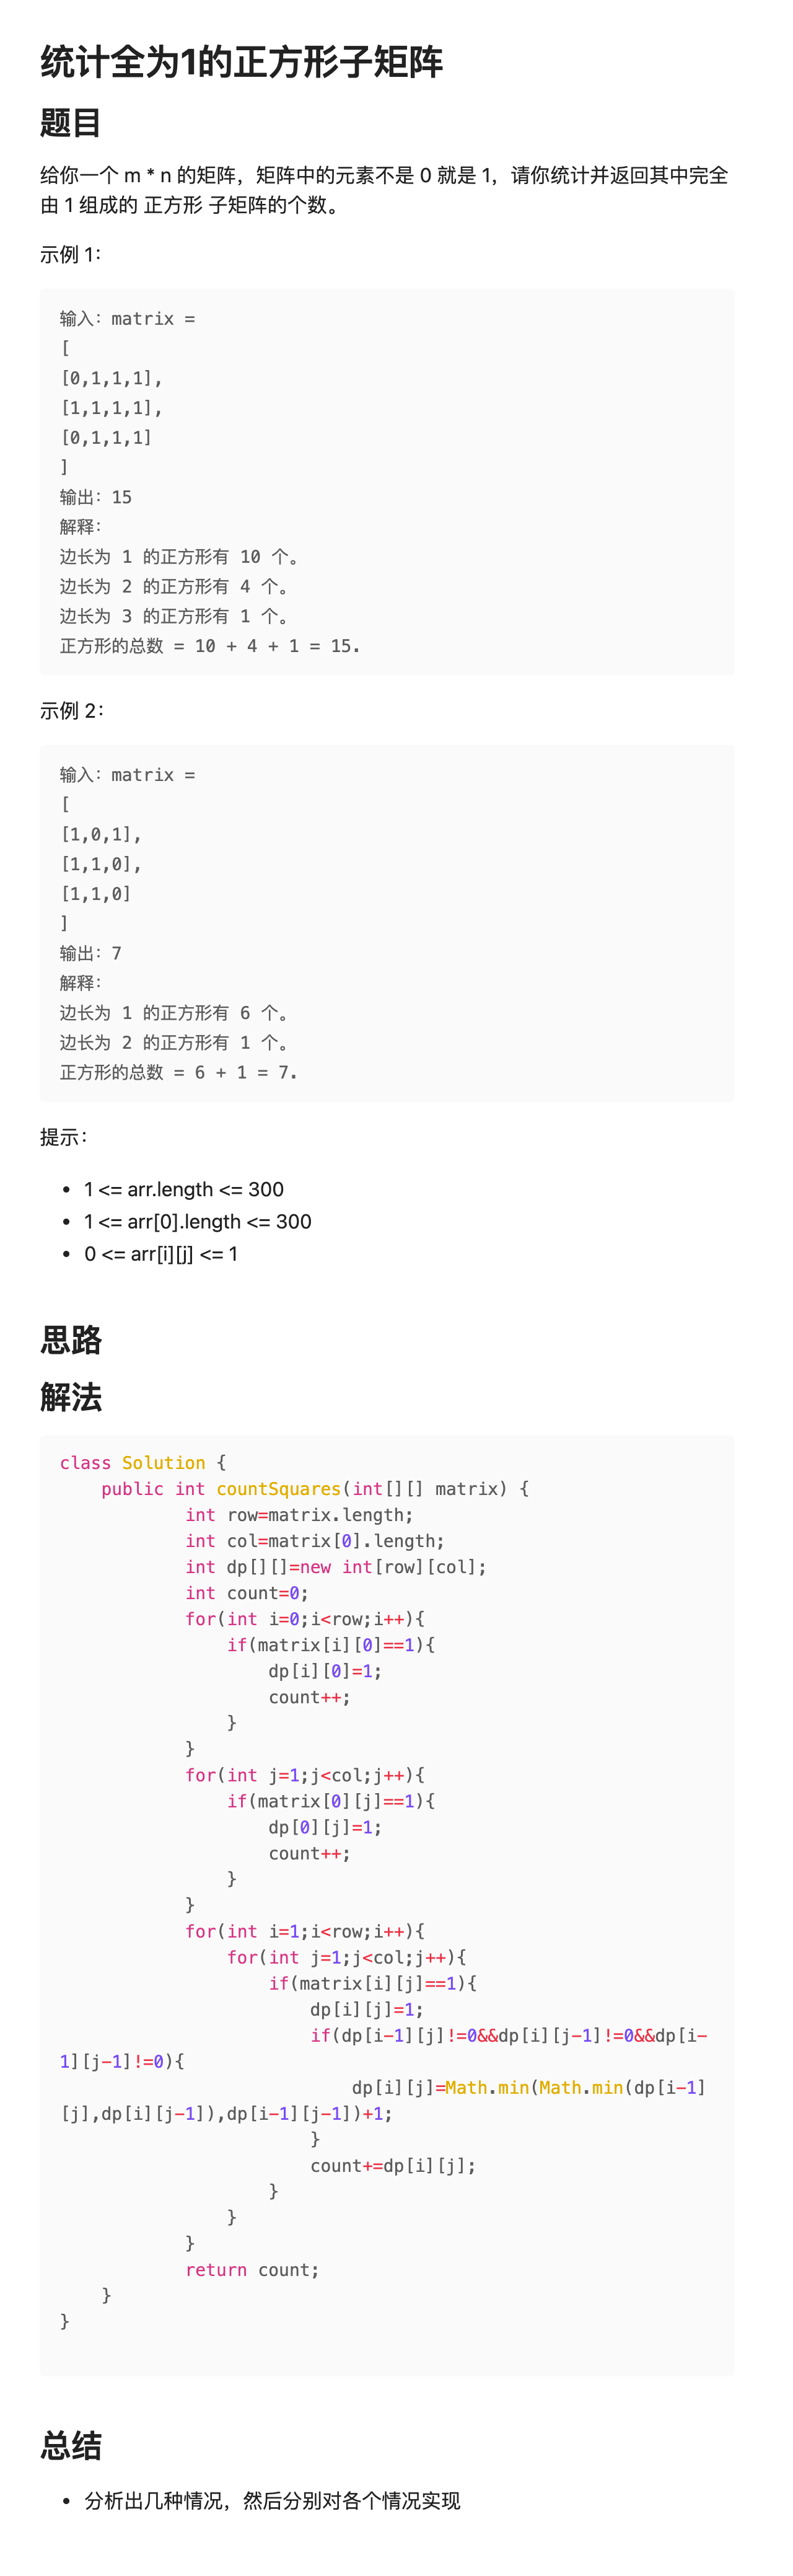 统计全为1的正方形子矩阵
题目
给你一个 m * n 的矩阵，矩阵中的元素不是 0 就是 1，请你统计并返回其中完全
由 1 组成的 正方形 子矩阵的个数。
示例 1：
输入：matrix =
[
[0,1,1,1],
[1,1,1,1],
[0,1,1,1]
]
输出：15
解释：
边长为 1 的正方形有 10 个。
边长为 2 的正方形有 4 个。
边长为 3 的正方形有 1 个。
正方形的总数 = 10 + 4 + 1 = 15.
示例 2：
输入：matrix =
[
[1,0,1],
[1,1,0],
[1,1,0]
]
输出：7
解释：
边长为 1 的正方形有 6 个。
边长为 2 的正方形有 1 个。
正方形的总数 = 6 + 1 = 7.
提示：
• 1 <= arr.length <= 300
• 1 <= arr[0].length <= 300
• 0 <= arr[i][j] <= 1
思路
解法
class Solution {
    public int countSquares(int[][] matrix) {
            int row=matrix.length;
            int col=matrix[0].length;
            int dp[][]=new int[row][col];
            int count=0;
            for(int i=0;i<row;i++){
                if(matrix[i][0]==1){
                    dp[i][0]=1;
                    count++;
                }
            }
            for(int j=1;j<col;j++){
                if(matrix[0][j]==1){
                    dp[0][j]=1;
                    count++;
                }
            }
            for(int i=1;i<row;i++){
                for(int j=1;j<col;j++){
                    if(matrix[i][j]==1){
                        dp[i][j]=1;
                        if(dp[i-1][j]!=0&&dp[i][j-1]!=0&&dp[i-
1][j-1]!=0){
                            dp[i][j]=Math.min(Math.min(dp[i-1]
[j],dp[i][j-1]),dp[i-1][j-1])+1;
                        }
                        count+=dp[i][j];
                    }
                }
            }
            return count;
    }
}
总结
• 分析出几种情况，然后分别对各个情况实现